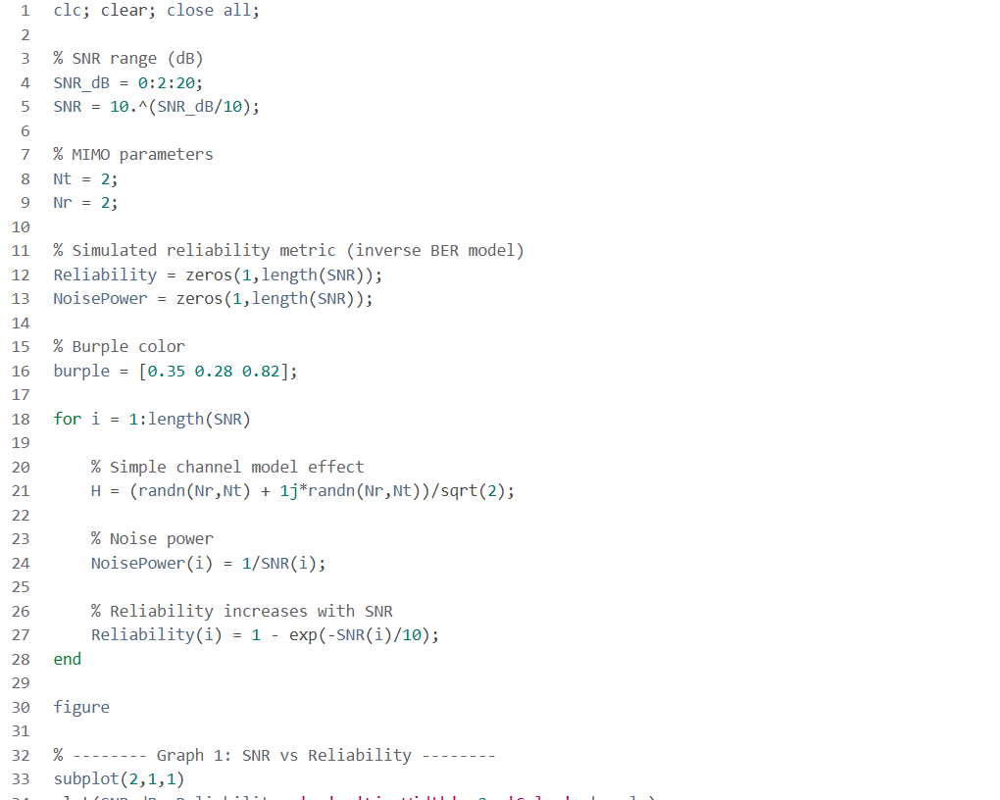 1 clc; clear; close all;
2
3 % SNR range (dB)
4 SNR_dB = 0:2:20;
5 SNR = 10.^(SNR_dB/10);
6
7 % MIMO parameters
8 Nt = 2;
9 Nr = 2;
10
11 % Simulated reliability metric (inverse BER model)
12 Reliability = zeros(1,length(SNR));
13 NoisePower = zeros(1,length(SNR));
14
15 % Burple color
16 burple = [0.35 0.28 0.82];
17
18 for i = 1:length(SNR)
19
20 % Simple channel model effect
21 H = (randn(Nr,Nt) + 1j*randn(Nr,Nt))/sqrt(2);
22
23 % Noise power
24 NoisePower(i) = 1/SNR(i);
25
26 % Reliability increases with SNR
27 Reliability(i) = 1 - exp(-SNR(i)/10);
28 end
29
30 figure
31
32 % -------- Graph 1: SNR vs Reliability --------
33 subplot(2,1,1)